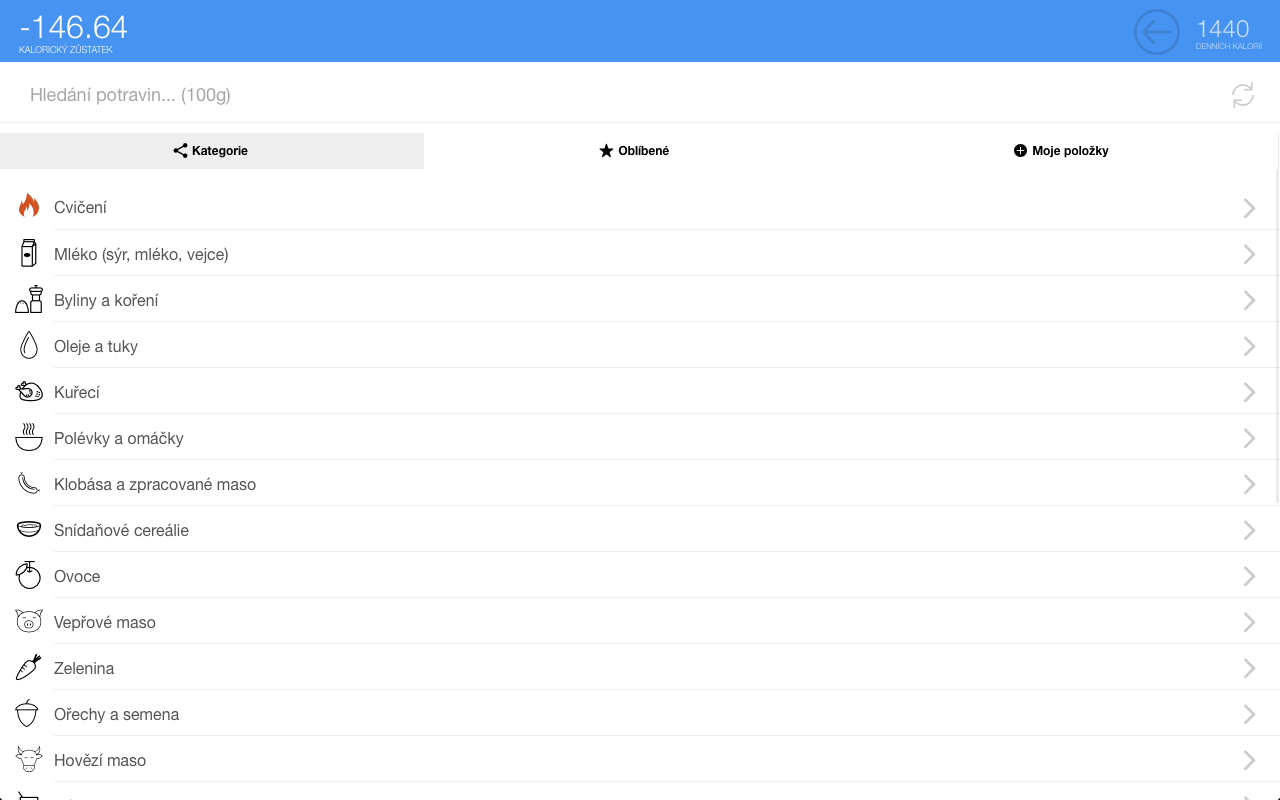 -146.64
KALORICKÝ ZŮSTATEK
1440
DENNÍCH KALORIÍ
Hledání potravin... (100g)
Kategorie
Oblíbené
Moje položky
Cvičení
Mléko (sýr, mléko, vejce)
Byliny a koření
Oleje a tuky
Kuřecí
Polévky a omáčky
Klobása a zpracované maso
Snídaňové cereálie
Ovoce
Vepřové maso
Zelenina
Ořechy a semena
Hovězí maso